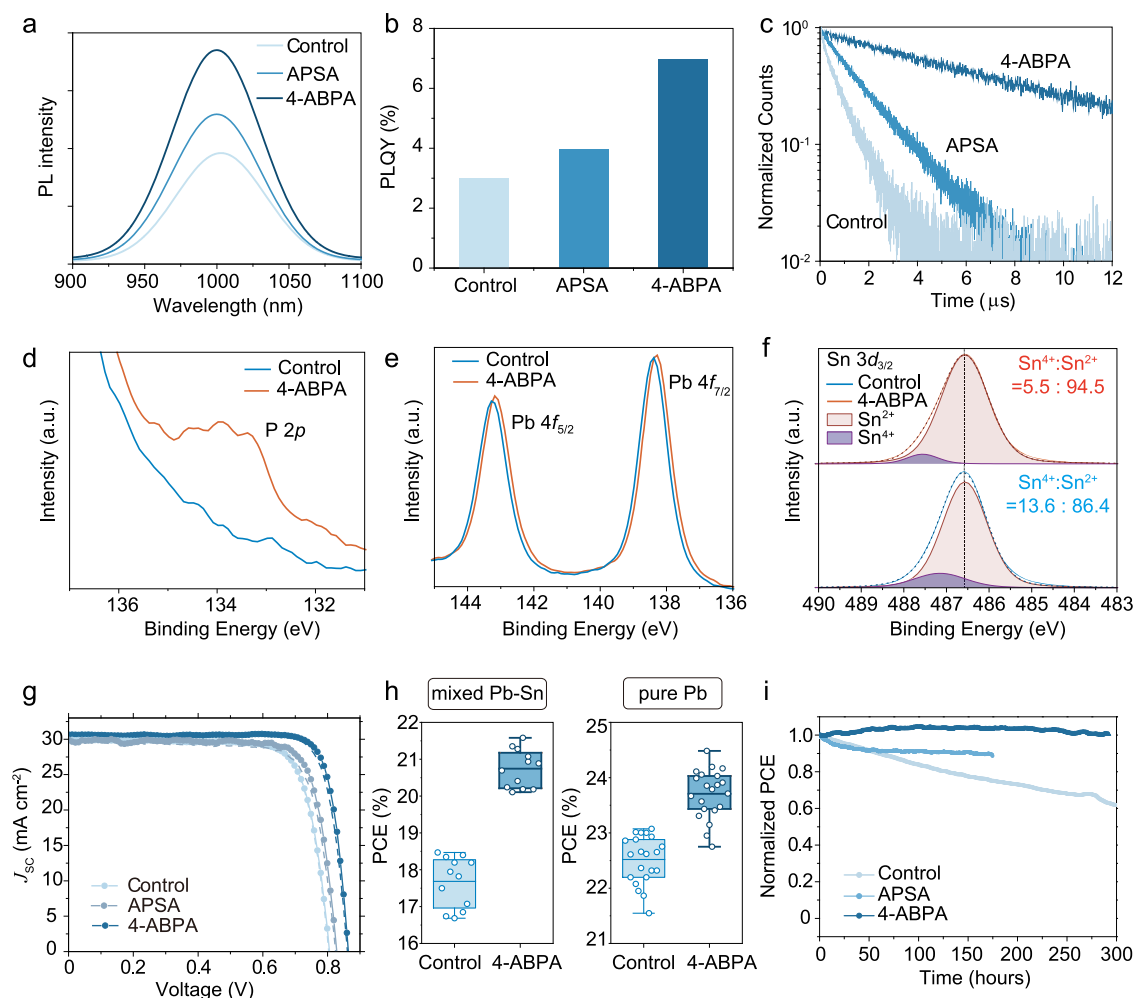 a
Control
APSA
4-ABPA
PL intensity
900
950
1000
1050
1100
Wavelength (nm)
b
8
6
4
2
0
PLQY (%)
Control
APSA
4-ABPA
c
10⁰
10⁻¹
10⁻²
Normalized Counts
4-ABPA
APSA
Control
0
2
4
6
8
10
12
Time (μs)
d
Control
4-ABPA
P 2p
Intensity (a.u.)
136
134
132
Binding Energy (eV)
e
Control
4-ABPA
Pb 4f7/2
Pb 4f5/2
Intensity (a.u.)
144
142
140
138
136
Binding Energy (eV)
f
Sn 3d3/2
Control
4-ABPA
Sn²⁺
Sn⁴⁺
Sn⁴⁺:Sn²⁺
=5.5 : 94.5
Sn⁴⁺:Sn²⁺
=13.6 : 86.4
Intensity (a.u.)
490
489
488
487
486
485
484
483
Binding Energy (eV)
g
30
25
20
15
10
5
0
JSC (mA cm⁻²)
Control
APSA
4-ABPA
0
0.2
0.4
0.6
0.8
Voltage (V)
h
mixed Pb-Sn
22
21
20
19
18
17
16
PCE (%)
Control
4-ABPA
pure Pb
25
24
23
22
21
PCE (%)
Control
4-ABPA
i
1.0
0.8
0.6
0.4
1.0
0
Normalized PCE
Control
APSA
4-ABPA
0
50
100
150
200
250
300
Time (hours)